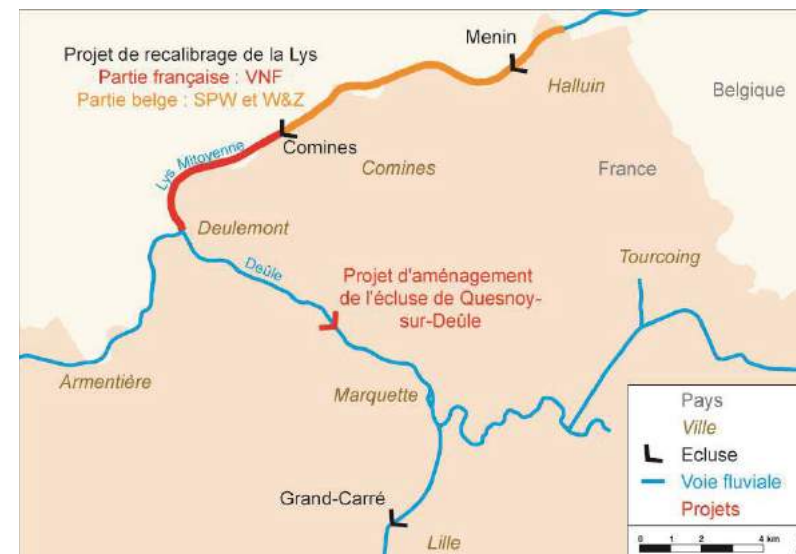 Projet de recalibrage de la Lys
Partie française : VNF
Partie belge : SPW et W&Z
Menin
Halluin
Belgique
Lys Mitoyenne
Comines
Comines
France
Deulemont
Deûle
Tourcoing
Projet d'aménagement
de l'écluse de Quesnoy-
sur-Deûle
Armentière
Marquette
Grand-Carré
Lille
Pays
Ville
Ecluse
Voie fluviale
Projets
0 1 2 4 km